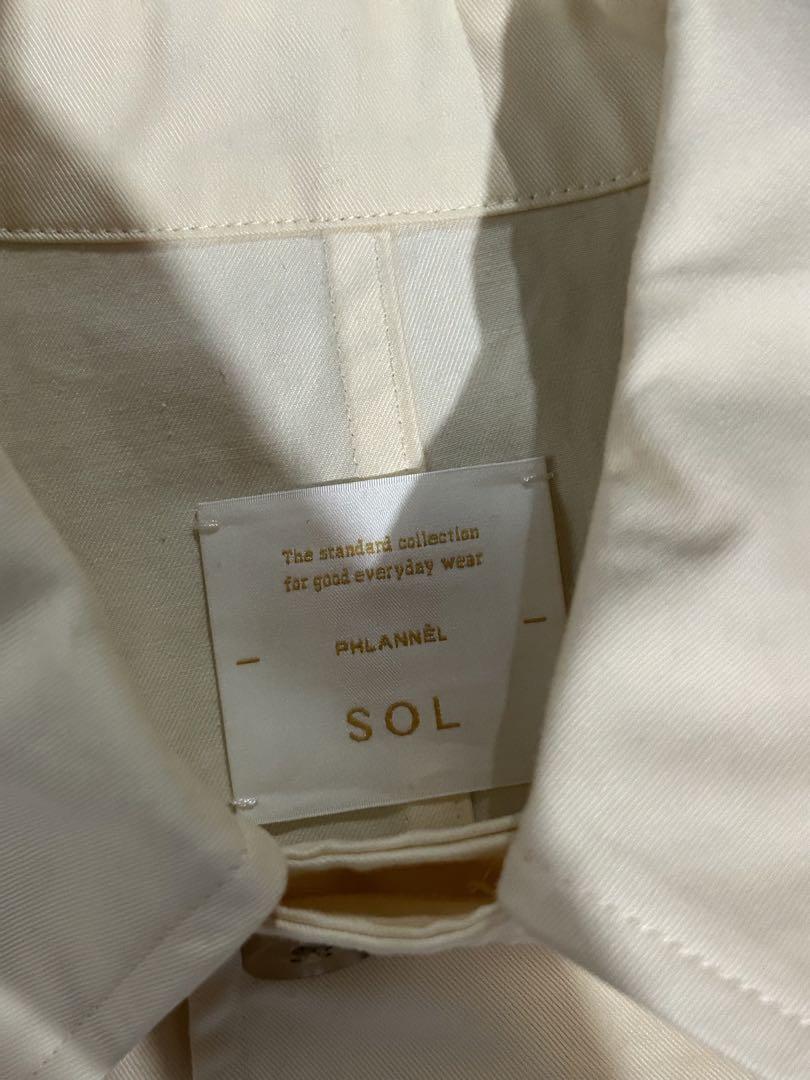 The standard collection
for good everyday wear
PHLANNÈL
SOL